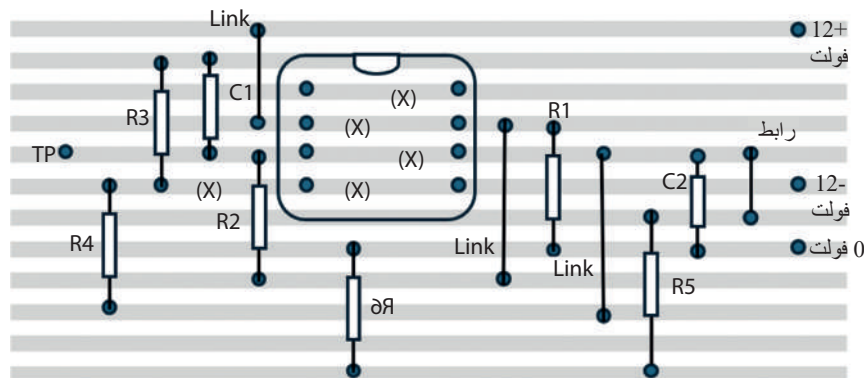 Link
12+
فولت
R3
C1
(X)
R1
(X)
رابط
TP
(X)
(X)
(X)
C2
12-
فولت
R4
R2
Link
Link
0 فولت
R5
R6